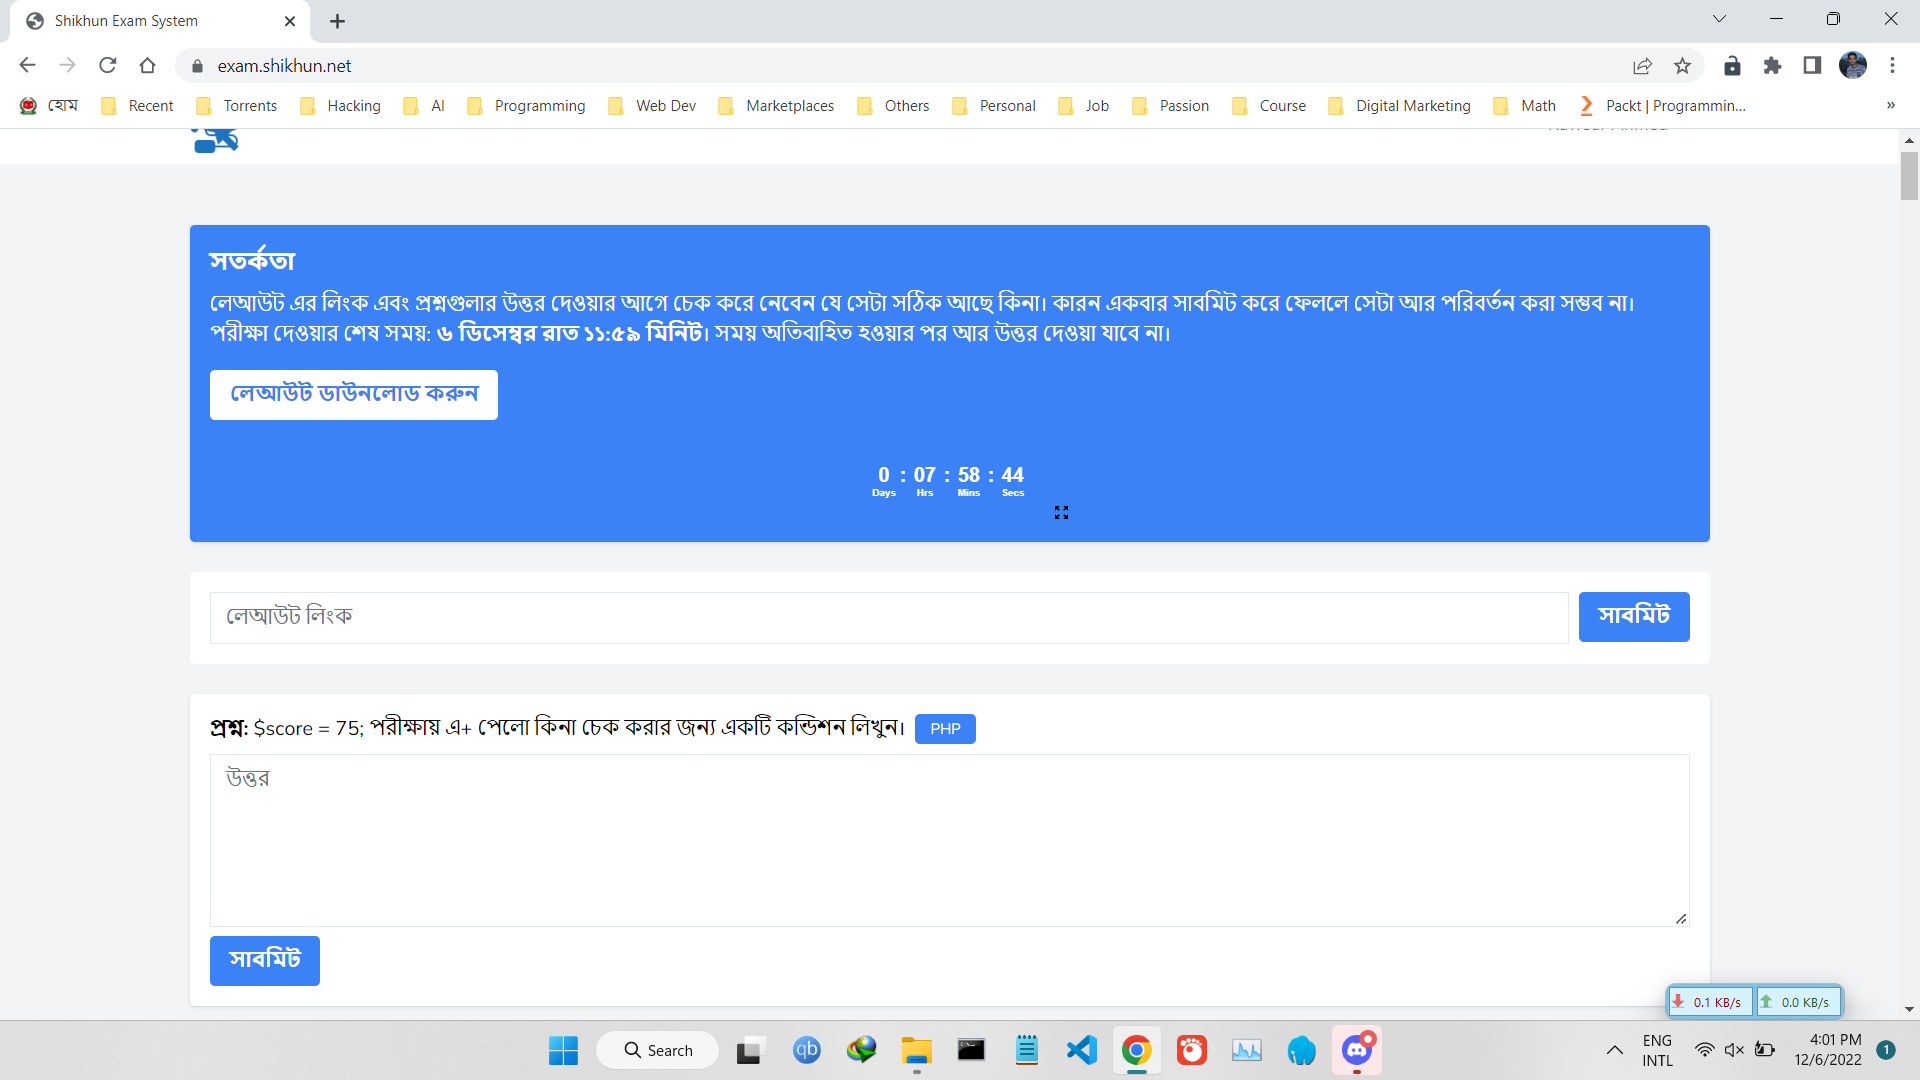 Shikhun Exam System
exam.shikhun.net
হোম Recent Torrents Hacking AI Programming Web Dev Marketplaces Others Personal Job Passion Course Digital Marketing Math Packt | Programmin... »
সতর্কতা
লেআউট এর লিংক এবং প্রশ্নগুলার উত্তর দেওয়ার আগে চেক করে নেবেন যে সেটা সঠিক আছে কিনা। কারন একবার সাবমিট করে ফেললে সেটা আর পরিবর্তন করা সম্ভব না।
পরীক্ষা দেওয়ার শেষ সময়: ৬ ডিসেম্বর রাত ১১:৫৯ মিনিট। সময় অতিবাহিত হওয়ার পর আর উত্তর দেওয়া যাবে না।
লেআউট ডাউনলোড করুন
0 : 07 : 58 : 44
Days Hrs Mins Secs
লেআউট লিংক
সাবমিট
প্রশ্ন: $score = 75; পরীক্ষায় এ+ পেলো কিনা চেক করার জন্য একটি কন্ডিশন লিখুন। PHP
উত্তর
সাবমিট
0.1 KB/s 0.0 KB/s
Search
qb
ENG
INTL
4:01 PM
12/6/2022
1